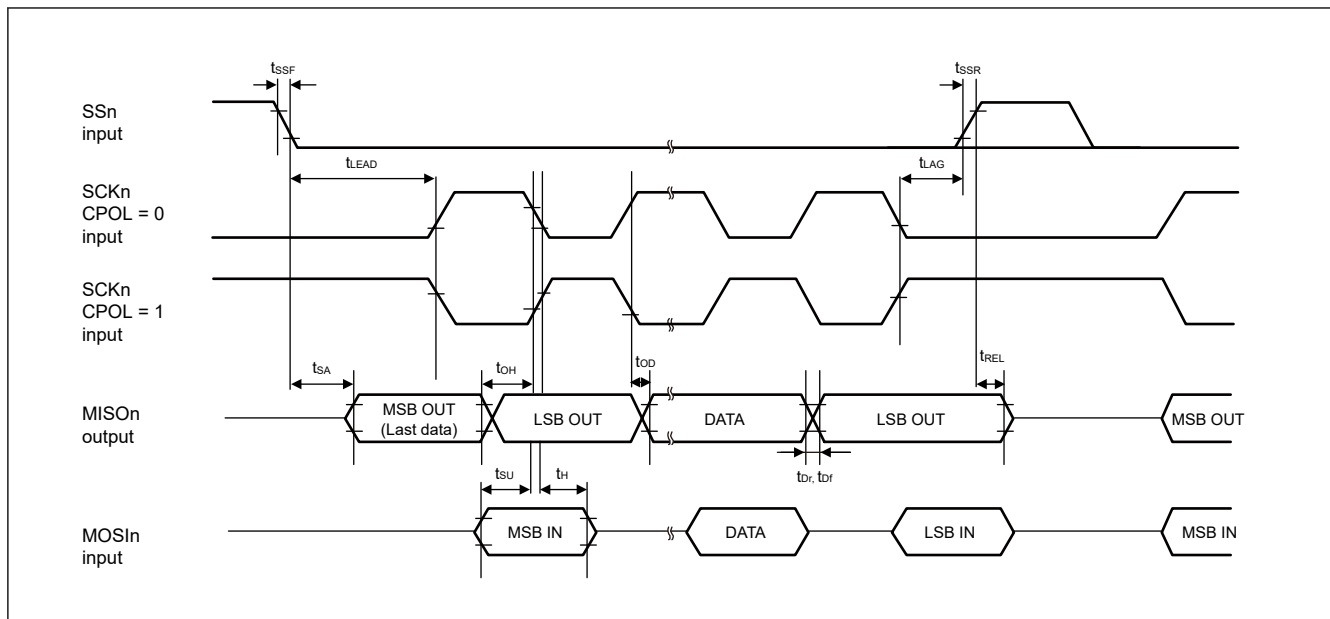 tSSF
tSSR
SSn
input
tLEAD
tLAG
SCKn
CPOL = 0
input
SCKn
CPOL = 1
input
tSA
tOH
tOD
tREL
MISOn
output
MSB OUT
(Last data)
LSB OUT
DATA
LSB OUT
MSB OUT
tSU
tH
tDr, tDf
MOSIn
input
MSB IN
DATA
LSB IN
MSB IN